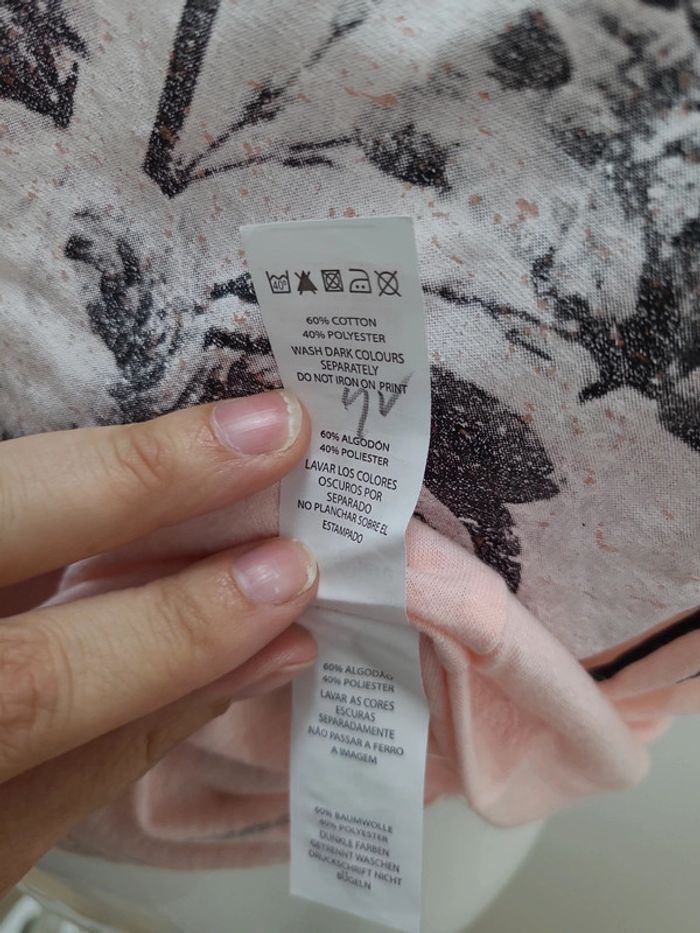 40º
60% COTTON
40% POLYESTER
WASH DARK COLOURS
SEPARATELY
DO NOT IRON ON PRINT
60% ALGODÓN
40% POLIESTER
LAVAR LOS COLORES
OSCUROS POR
SEPARADO
NO PLANCHAR SOBRE EL
ESTAMPADO
60% ALGODÃO
40% POLIESTER
LAVAR AS CORES
ESCURAS
SEPARADAMENTE
NÃO PASSAR A FERRO
A IMAGEM
60% BAUMWOLLE
40% POLYESTER
DUNKLE FARBEN
GETRENNT WASCHEN
DRUCKSCHRIFT NICHT
BÜGELN